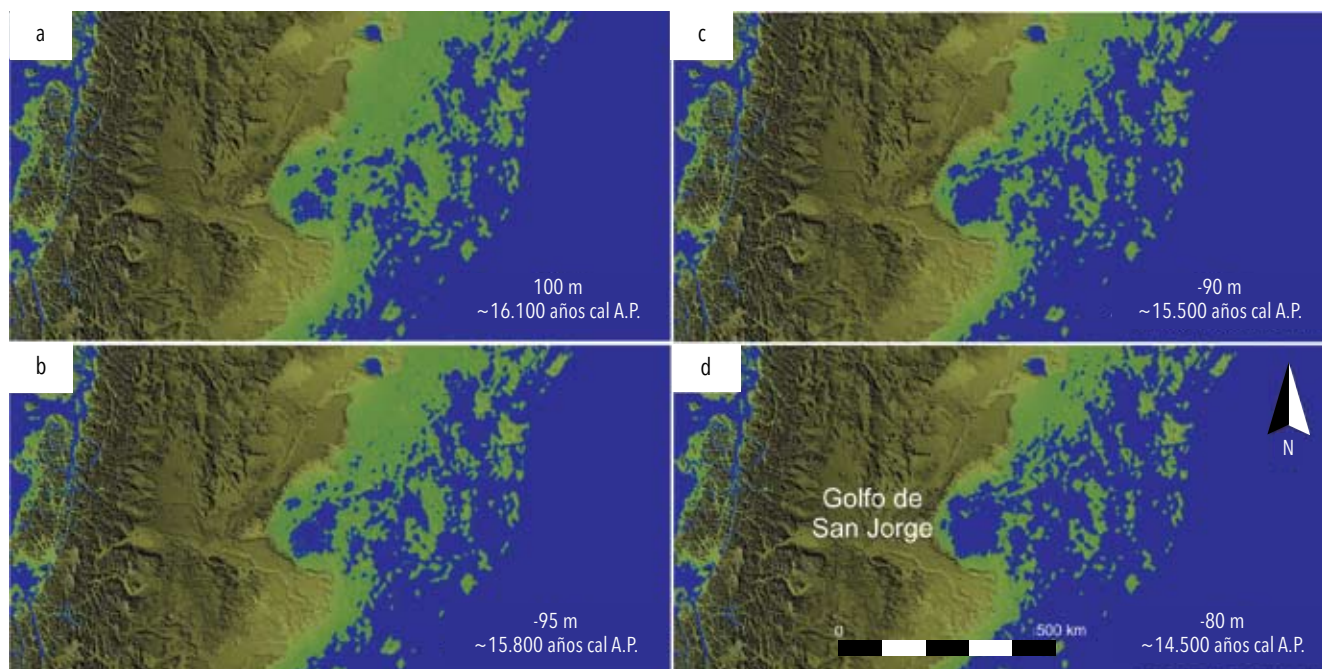 a
100 m
~16.100 años cal A.P.
b
-95 m
~15.800 años cal A.P.
c
-90 m
~15.500 años cal A.P.
d
N
Golfo de
San Jorge
0 500 km
-80 m
~14.500 años cal A.P.